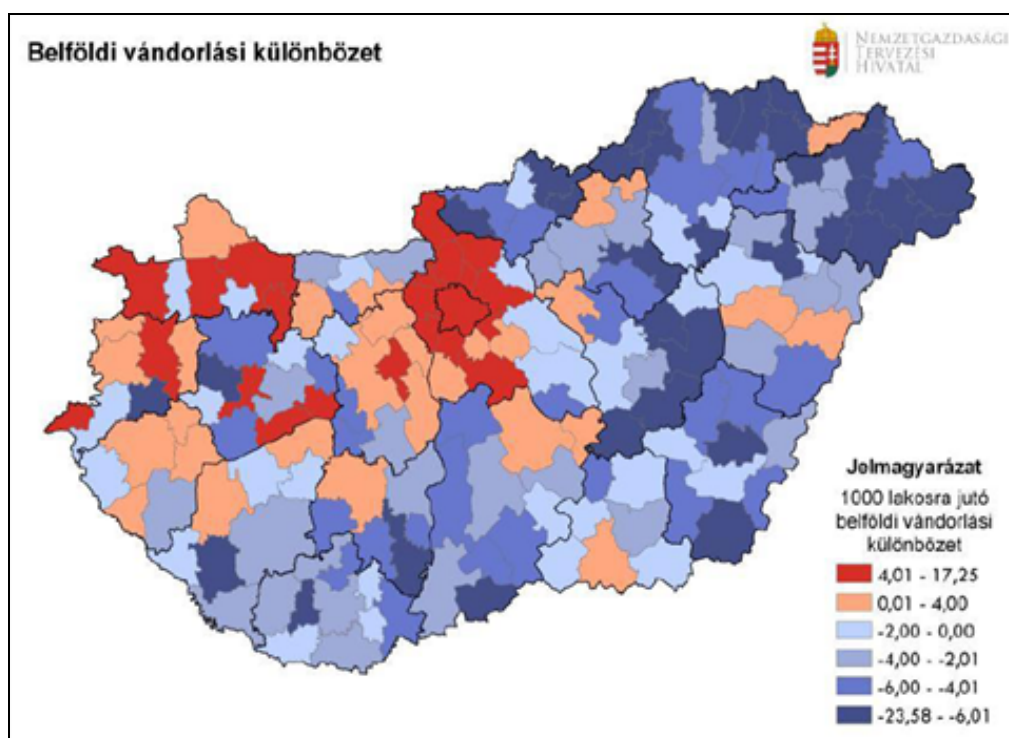 Belföldi vándorlási különbözet
NEMZETGAZDASÁGI
TERVEZÉSI
HIVATAL
Jelmagyarázat
1000 lakosra jutó
belföldi vándorlási
különbözet
4,01 - 17,25
0,01 - 4,00
-2,00 - 0,00
-4,00 - -2,01
-6,00 - -4,01
-23,58 - -6,01